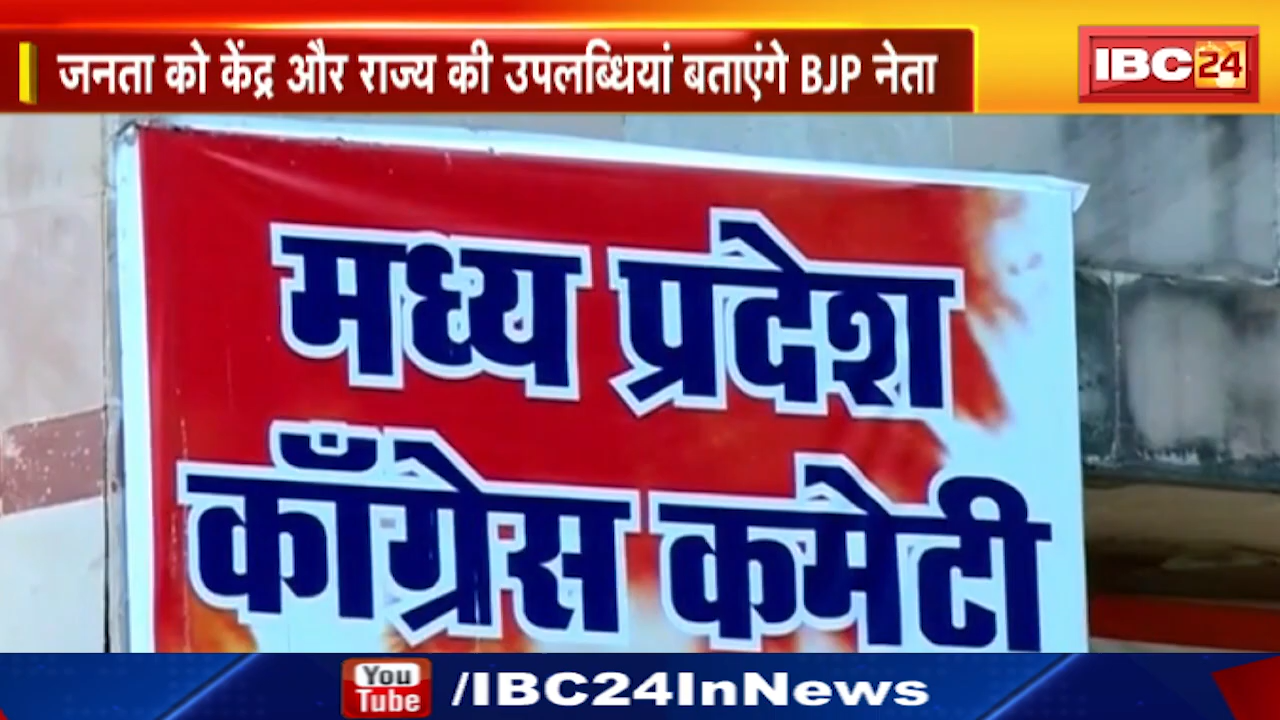 जनता को केंद्र और राज्य की उपलब्धियां बताएंगे BJP नेता
IBC24
मध्य प्रदेश
काँग्रेस कमेटी
You
Tube
/IBC24InNews